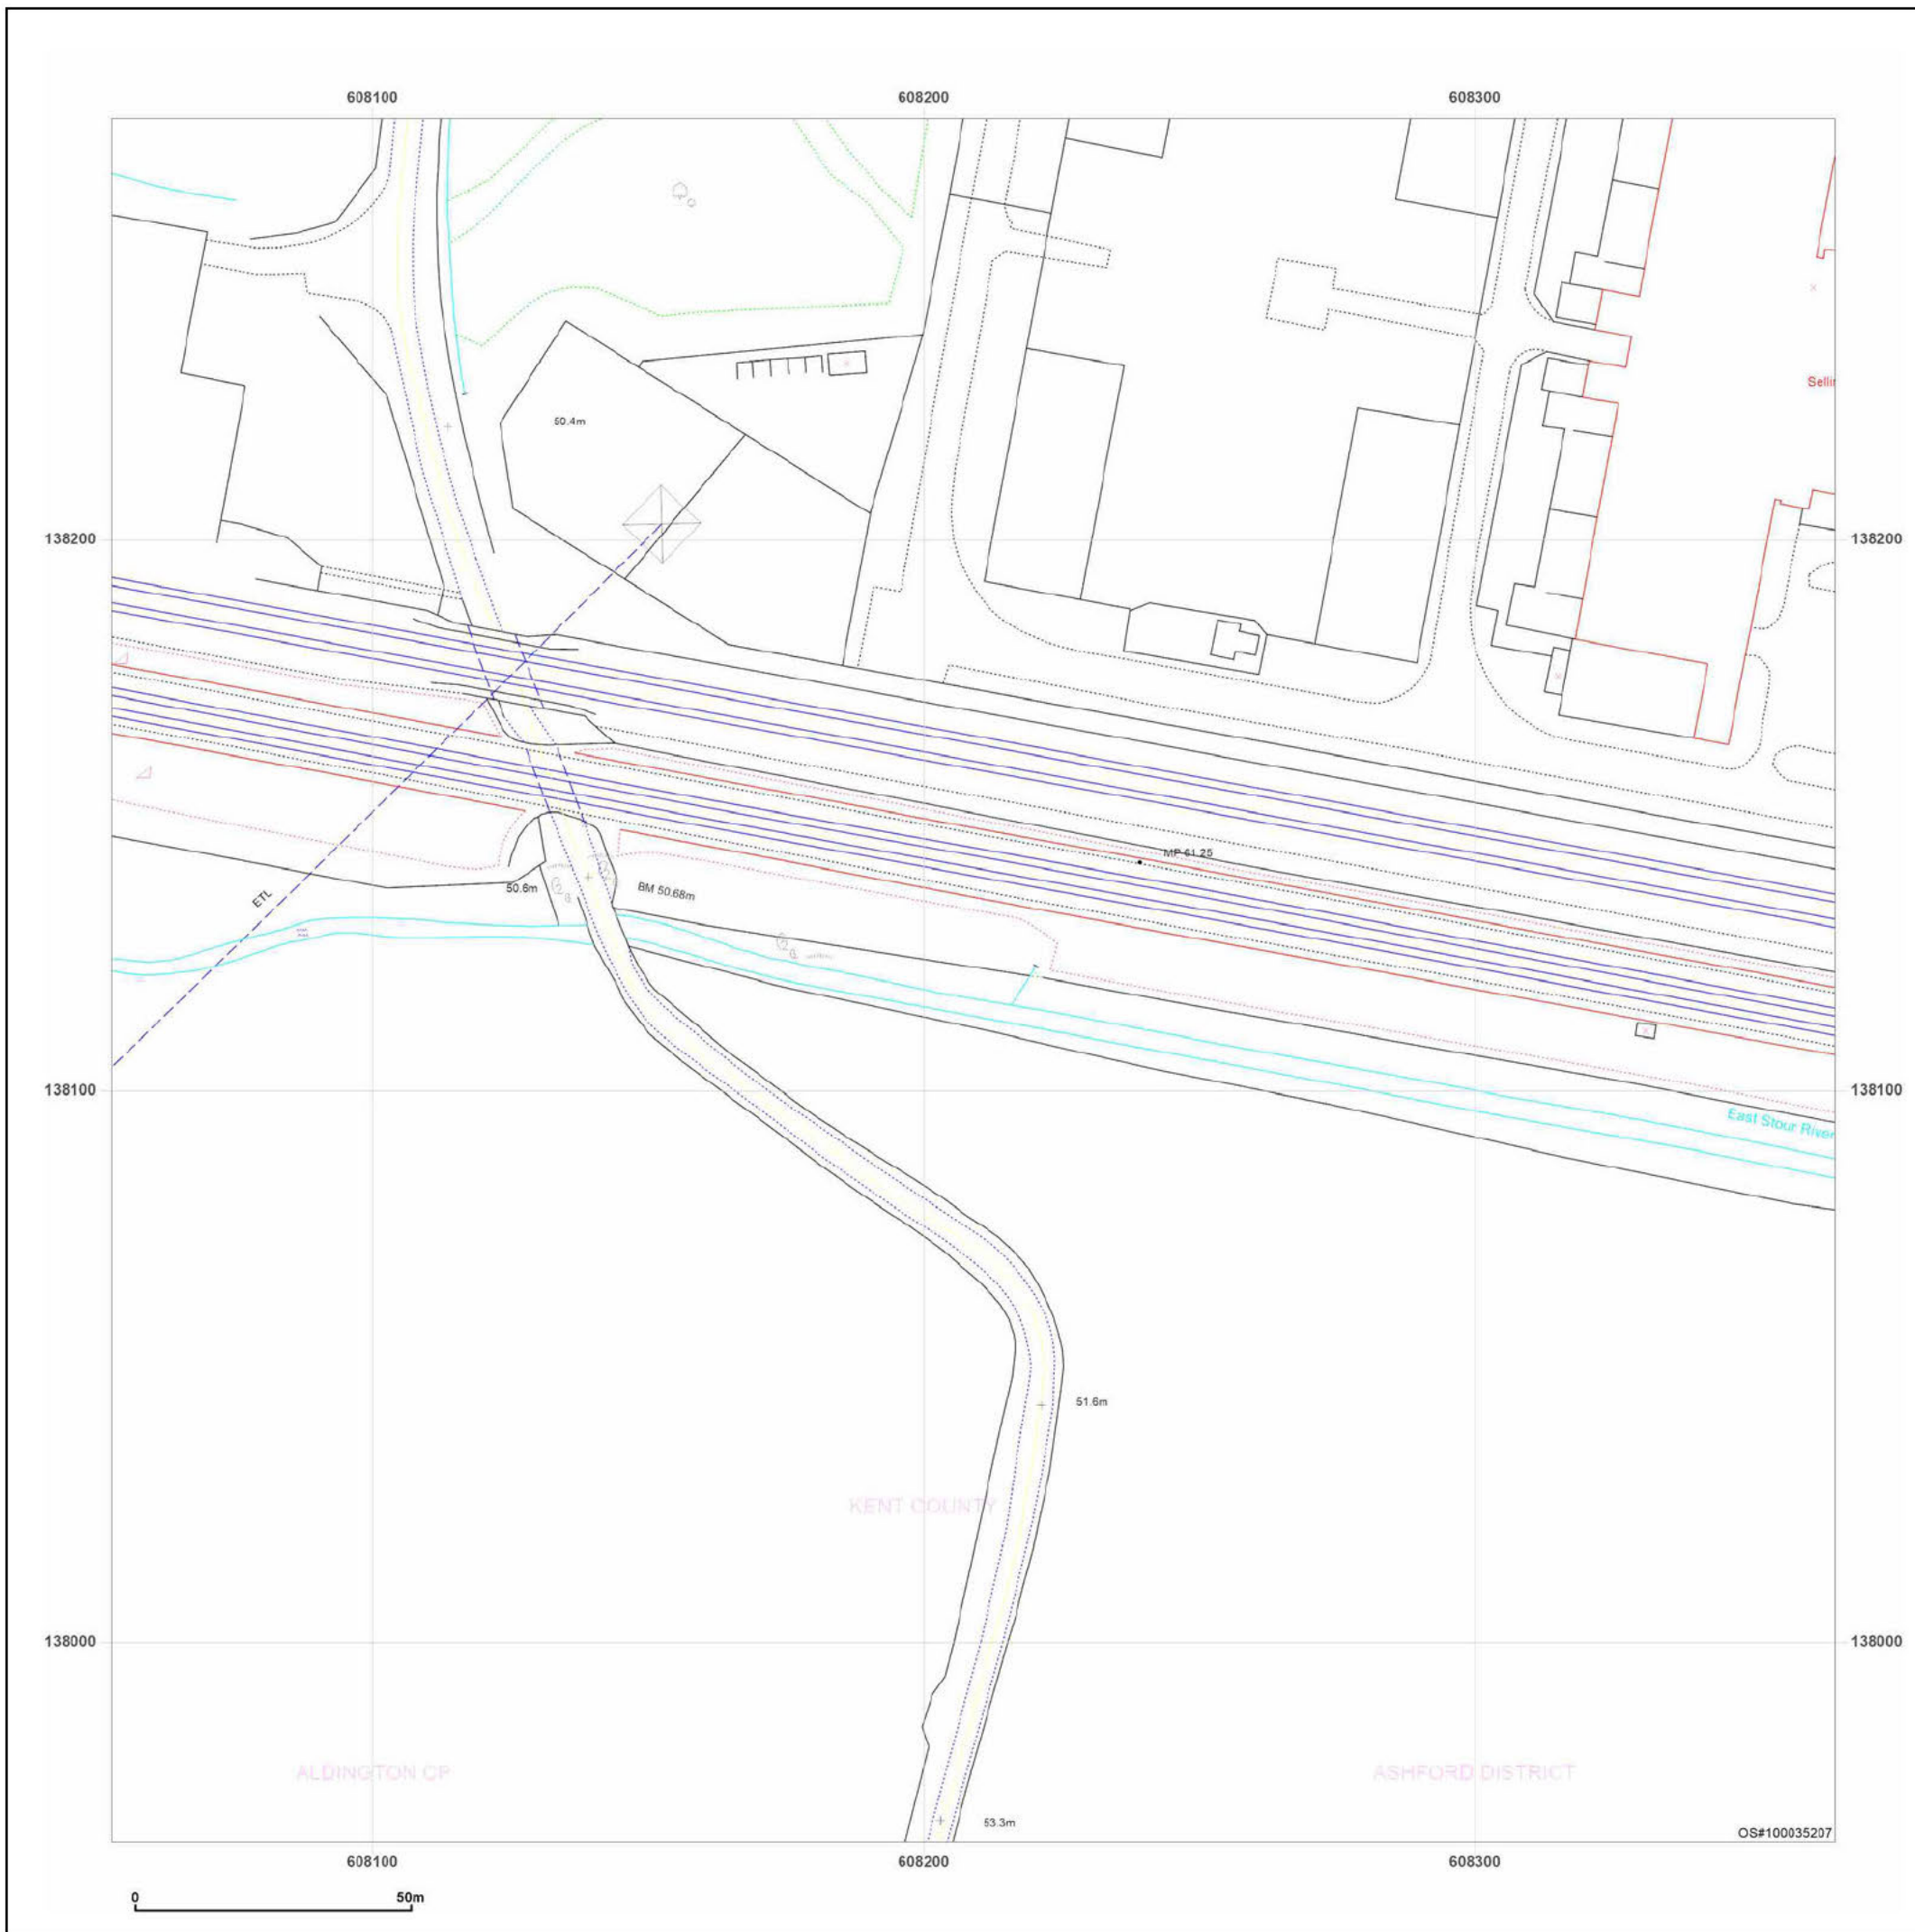 608100 608200 608300
Sellin
50.4m
138200 138200
MP 61.25
50.6m
BM 50.68m
ETL
138100 138100
East Stour River
51.6m
KENT COUNTY
138000 138000
ALDINGTON CP
ASHFORD DISTRICT
53.3m
OS#100035207
608100 608200 608300
0 50m